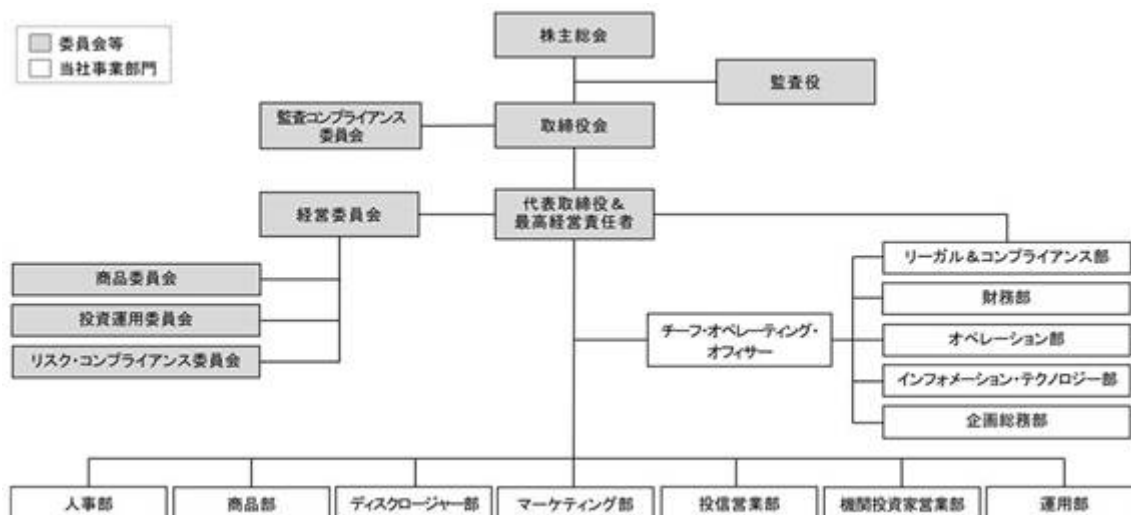 委員会等
当社事業部門
株主総会
監査役
監査コンプライアンス
委員会
取締役会
経営委員会
代表取締役＆
最高経営責任者
商品委員会
投資運用委員会
リスク・コンプライアンス委員会
チーフ・オペレーティング・
オフィサー
リーガル＆コンプライアンス部
財務部
オペレーション部
インフォメーション・テクノロジー部
企画総務部
人事部
商品部
ディスクロージャー部
マーケティング部
投信営業部
機関投資家営業部
運用部